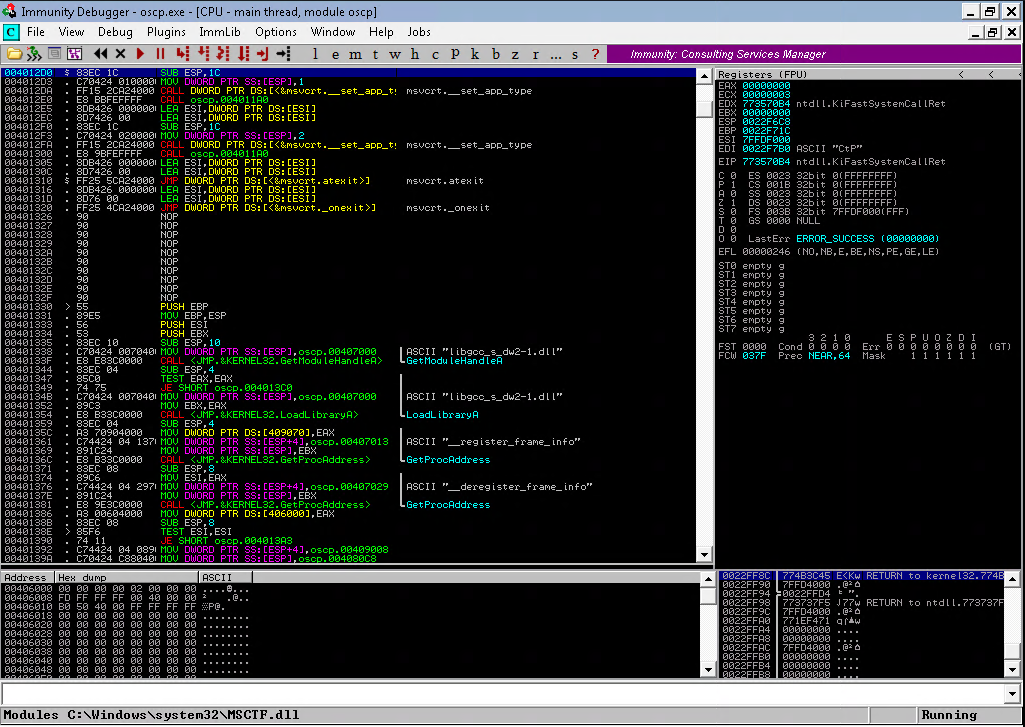 Immunity Debugger - oscp.exe - [CPU - main thread, module oscp]
C File View Debug Plugins ImmLib Options Window Help Jobs
l e m t w h c P k b z r ... s ? Immunity: Consulting Services Manager
004012D0 $ 83EC 1C SUB ESP,1C
004012D3 . C70424 010000 MOV DWORD PTR SS:[ESP],1
004012DA . FF15 2CA24000 CALL DWORD PTR DS:[<&msvcrt.__set_app_ty msvcrt.__set_app_type
004012E0 . E8 BBFEFFFF CALL oscp.004011A0
004012E5 . 8DB426 000000 LEA ESI,DWORD PTR DS:[ESI]
004012EC . 8D7426 00 LEA ESI,DWORD PTR DS:[ESI]
004012F0 . 83EC 1C SUB ESP,1C
004012F3 . C70424 020000 MOV DWORD PTR SS:[ESP],2
004012FA . FF15 2CA24000 CALL DWORD PTR DS:[<&msvcrt.__set_app_ty msvcrt.__set_app_type
00401300 . E8 9BFEFFFF CALL oscp.004011A0
00401305 . 8DB426 000000 LEA ESI,DWORD PTR DS:[ESI]
0040130C . 8D7426 00 LEA ESI,DWORD PTR DS:[ESI]
00401310 $ FF25 5CA24000 JMP DWORD PTR DS:[<&msvcrt.atexit>] msvcrt.atexit
00401316 . 8DB426 000000 LEA ESI,DWORD PTR DS:[ESI]
0040131D . 8D76 00 LEA ESI,DWORD PTR DS:[ESI]
00401320 . FF25 4CA24000 JMP DWORD PTR DS:[<&msvcrt._onexit>] msvcrt._onexit
00401326 90 NOP
00401327 90 NOP
00401328 90 NOP
00401329 90 NOP
0040132A 90 NOP
0040132B 90 NOP
0040132C 90 NOP
0040132D 90 NOP
0040132E 90 NOP
0040132F 90 NOP
00401330 > 55 PUSH EBP
00401331 . 89E5 MOV EBP,ESP
00401333 . 56 PUSH ESI
00401334 . 53 PUSH EBX
00401335 . 83EC 10 SUB ESP,10
00401338 . C70424 007040 MOV DWORD PTR SS:[ESP],oscp.00407000 ASCII "libgcc_s_dw2-1.dll"
0040133F . E8 E83C0000 CALL <JMP.&KERNEL32.GetModuleHandleA> GetModuleHandleA
00401344 . 83EC 04 SUB ESP,4
00401347 . 85C0 TEST EAX,EAX
00401349 . 74 75 JE SHORT oscp.004013C0
0040134B . C70424 007040 MOV DWORD PTR SS:[ESP],oscp.00407000 ASCII "libgcc_s_dw2-1.dll"
00401352 . 89C3 MOV EBX,EAX
00401354 . E8 B33C0000 CALL <JMP.&KERNEL32.LoadLibraryA> LoadLibraryA
00401359 . 83EC 04 SUB ESP,4
0040135C . A3 70904000 MOV DWORD PTR DS:[409070],EAX
00401361 . C74424 04 137 MOV DWORD PTR SS:[ESP+4],oscp.00407013 ASCII "__register_frame_info"
00401369 . 891C24 MOV DWORD PTR SS:[ESP],EBX
0040136C . E8 B33C0000 CALL <JMP.&KERNEL32.GetProcAddress> GetProcAddress
00401371 . 83EC 08 SUB ESP,8
00401374 . 89C6 MOV ESI,EAX
00401376 . C74424 04 297 MOV DWORD PTR SS:[ESP+4],oscp.00407029 ASCII "__deregister_frame_info"
0040137E . 891C24 MOV DWORD PTR SS:[ESP],EBX
00401381 . E8 9E3C0000 CALL <JMP.&KERNEL32.GetProcAddress> GetProcAddress
00401386 . A3 00604000 MOV DWORD PTR DS:[406000],EAX
0040138B . 83EC 08 SUB ESP,8
0040138E > 85F6 TEST ESI,ESI
00401390 . 74 11 JE SHORT oscp.004013A3
00401392 . C74424 04 089 MOV DWORD PTR SS:[ESP+4],oscp.00409008
0040139A . C70424 C88040 MOV DWORD PTR SS:[ESP],oscp.004080C8
Registers (FPU) < <
EAX 00000000
ECX 00000003
EDX 773570B4 ntdll.KiFastSystemCallRet
EBX 00000000
ESP 0022F6C8
EBP 0022F71C
ESI 7FFDF000
EDI 0022F7B0 ASCII "CtP"
EIP 773570B4 ntdll.KiFastSystemCallRet
C 0 ES 0023 32bit 0(FFFFFFFF)
P 1 CS 001B 32bit 0(FFFFFFFF)
A 0 SS 0023 32bit 0(FFFFFFFF)
Z 1 DS 0023 32bit 0(FFFFFFFF)
S 0 FS 003B 32bit 7FFDF000(FFF)
T 0 GS 0000 NULL
D 0
O 0 LastErr ERROR_SUCCESS (00000000)
EFL 00000246 (NO,NB,E,BE,NS,PE,GE,LE)
ST0 empty g
ST1 empty g
ST2 empty g
ST3 empty g
ST4 empty g
ST5 empty g
ST6 empty g
ST7 empty g
3 2 1 0 E S P U O Z D I
FST 0000 Cond 0 0 0 0 Err 0 0 0 0 0 0 0 0 (GT)
FCW 037F Prec NEAR,64 Mask 1 1 1 1 1 1
Address Hex dump ASCII
00406000 00 00 00 00 02 00 00 00
00406008 FD FF FF FF 00 40 00 00
00406010 B0 50 40 00 FF FF FF FF
00406018 00 00 00 00 00 00 00 00 ........
00406020 00 00 00 00 00 00 00 00 ........
00406028 00 00 00 00 00 00 00 00 ........
00406030 00 00 00 00 00 00 00 00 ........
00406038 00 00 00 00 00 00 00 00 ........
00406040 00 00 00 00 00 00 00 00 ........
0022FF8C 774B3C45 E<Kw RETURN to kernel32.774B
0022FF90 7FFD4000
0022FF94 0022FFD4
0022FF98 773737F5 RETURN to ntdll.773737F
0022FF9C 7FFD4000
0022FFA0 771EF471
0022FFA4 00000000 ....
0022FFA8 00000000 ....
0022FFAC 7FFD4000
0022FFB0 00000000 ....
0022FFB4 00000000 ....
0022FFB8 00000000 ....
Modules C:\Windows\system32\MSCTF.dll Running